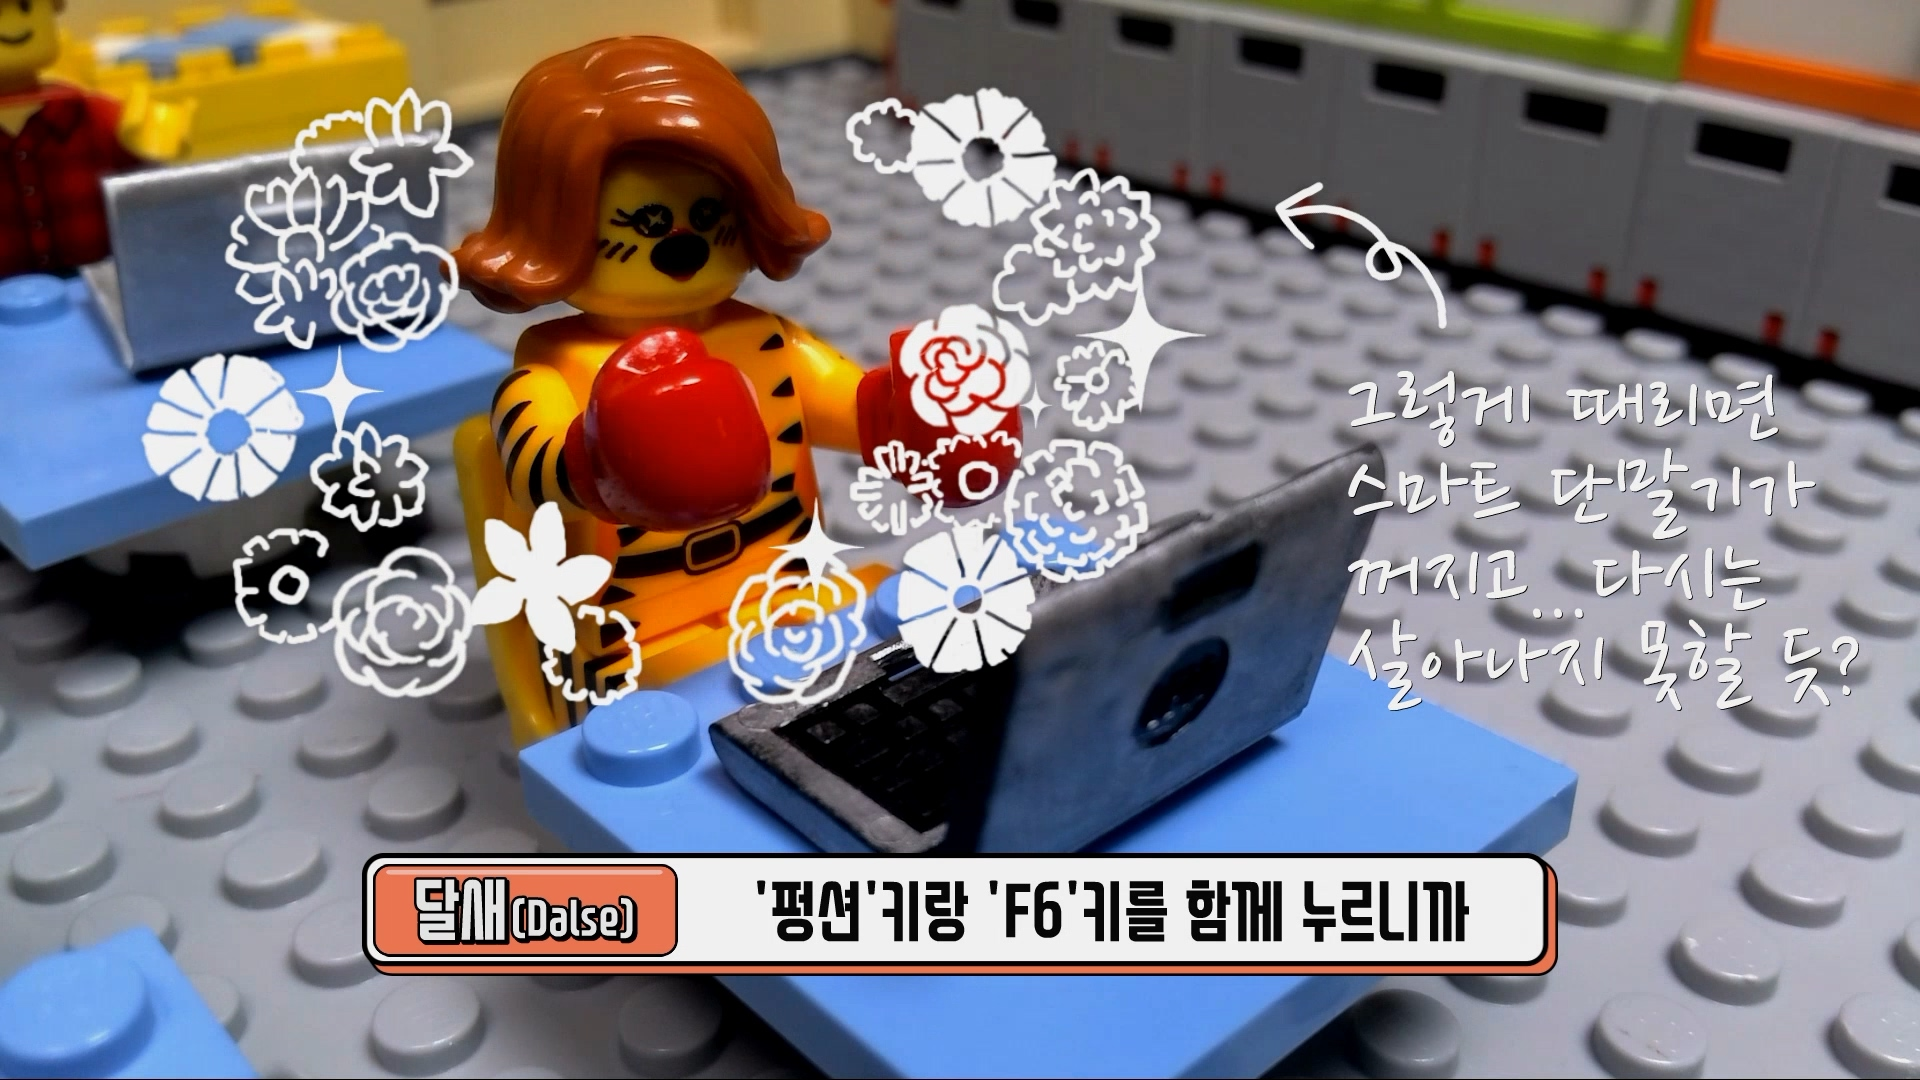 그렇게 때리면
스마트 단말기가
꺼지고... 다시는
살아나지 못할 듯?
달새(Dalse)
'펑션'키랑 'F6'키를 함께 누르니까